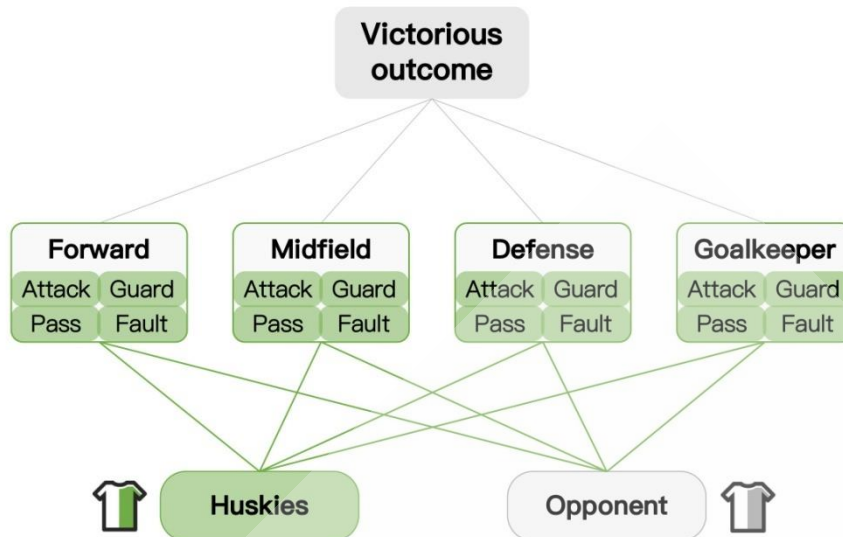 Victorious
outcome
Forward
Attack Guard
Pass Fault
Midfield
Attack Guard
Pass Fault
Defense
Attack Guard
Pass Fault
Goalkeeper
Attack Guard
Pass Fault
Huskies
Opponent